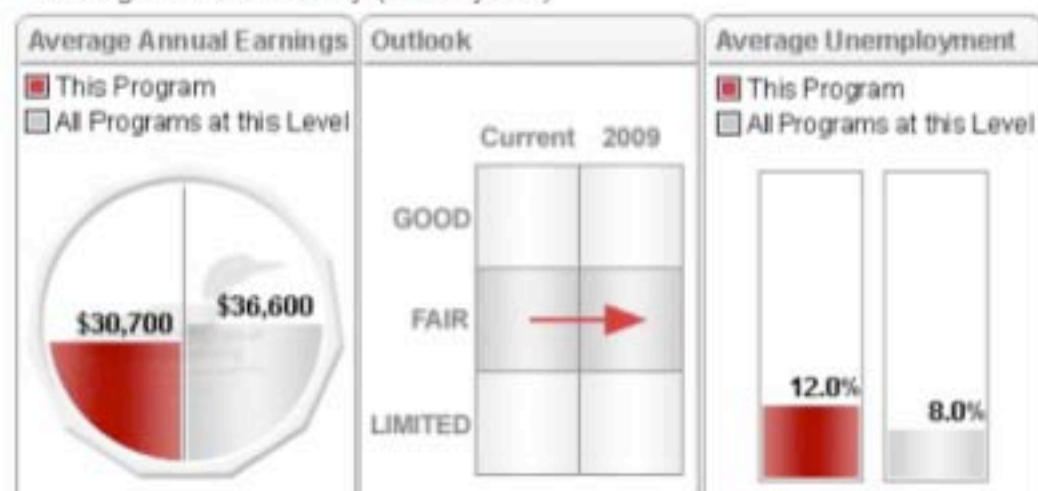 Average Annual Earnings
This Program
All Programs at this Level
$30,700
$36,600
Outlook
Current 2009
GOOD
FAIR
LIMITED
Average Unemployment
This Program
All Programs at this Level
12.0%
8.0%